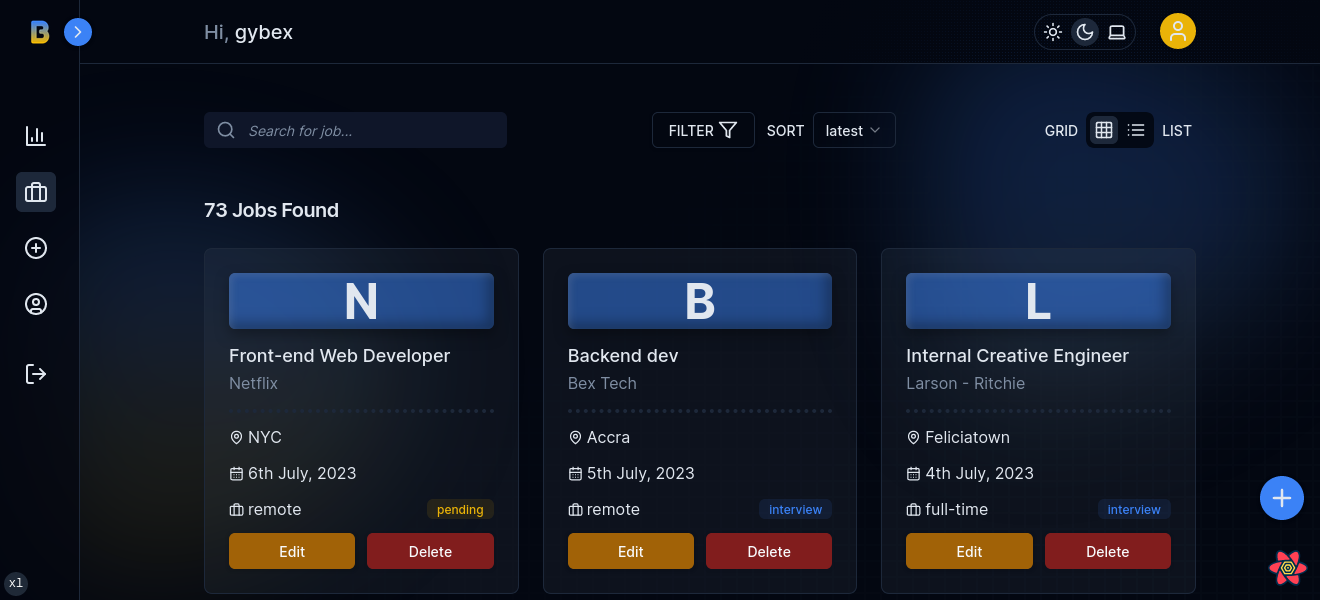 B
Hi, gybex
Search for job...
FILTER SORT latest GRID LIST
73 Jobs Found
N
Front-end Web Developer
Netflix
NYC
6th July, 2023
remote pending
Edit Delete
B
Backend dev
Bex Tech
Accra
5th July, 2023
remote interview
Edit Delete
L
Internal Creative Engineer
Larson - Ritchie
Feliciatown
4th July, 2023
full-time interview
Edit Delete
x1